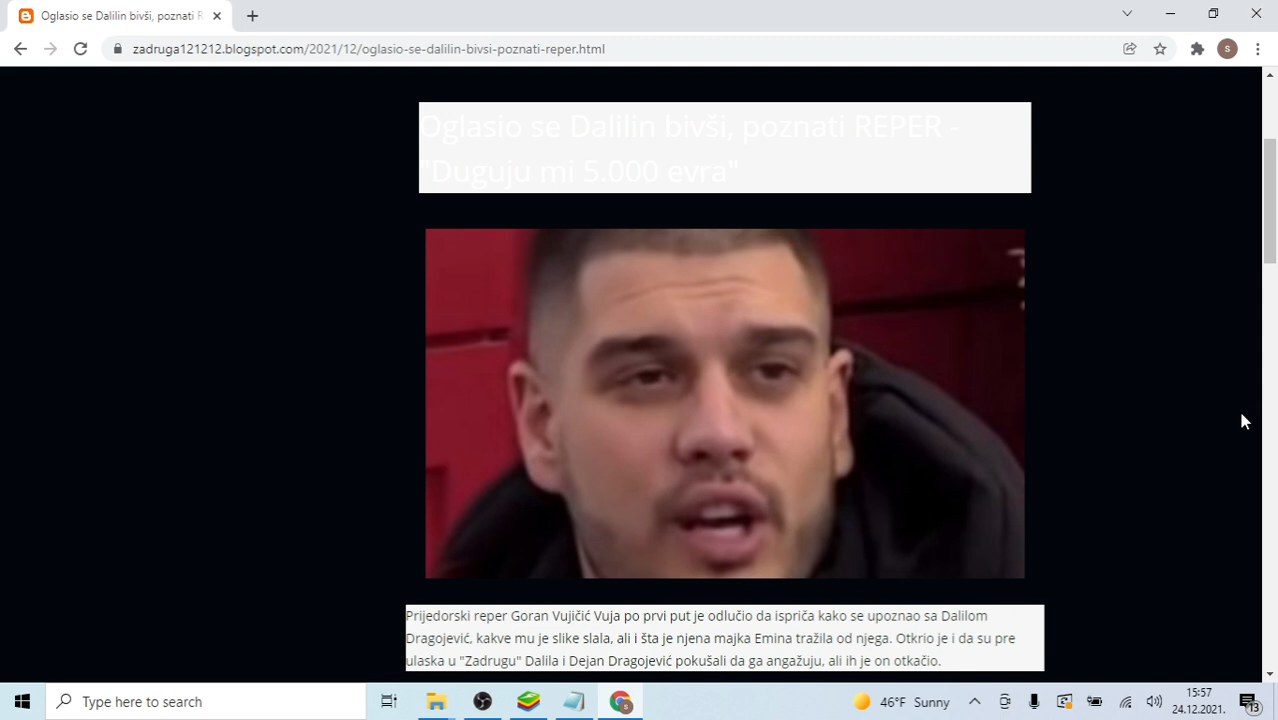 Oglasio se Dalilin bivši, poznati R
zadruga121212.blogspot.com/2021/12/oglasio-se-dalilin-bivsi-poznati-reper.html
S
Oglasio se Dalilin bivši, poznati REPER -
"Duguju mi 5.000 evra"
Prijedorski reper Goran Vujičić Vuja po prvi put je odlučio da ispriča kako se upoznao sa Dalilom
Dragojević, kakve mu je slike slala, ali i šta je njena majka Emina tražila od njega. Otkrio je i da su pre
ulaska u "Zadrugu" Dalila i Dejan Dragojević pokušali da ga angažuju, ali ih je on otkačio.
Type here to search
46°F Sunny
15:57
24.12.2021.
13